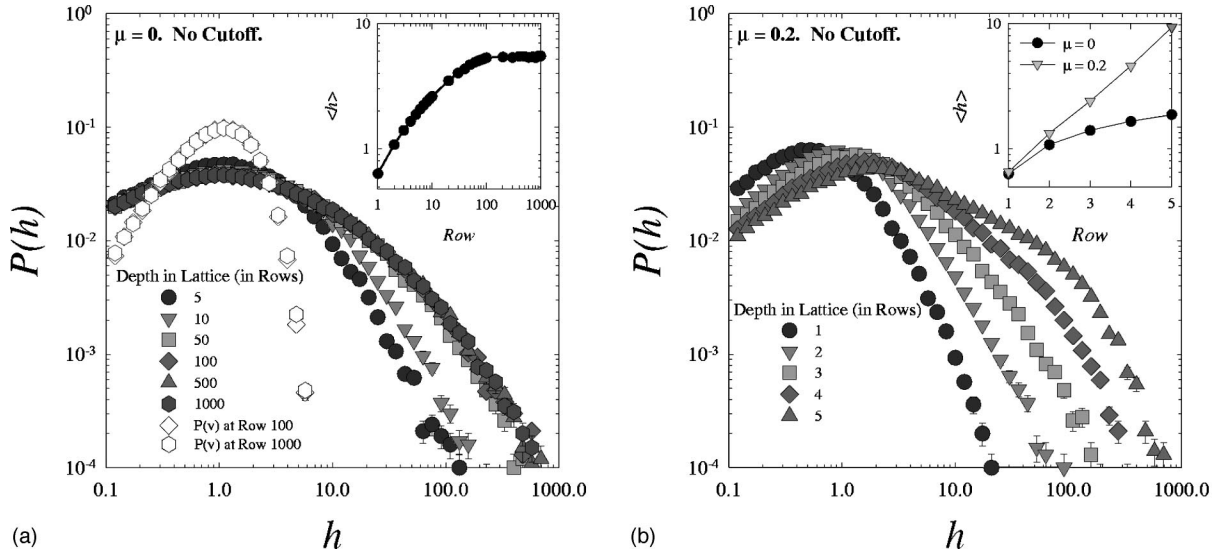 μ = 0. No Cutoff.
P(h)
10^0
10^-1
10^-2
10^-3
10^-4
0.1
1.0
10.0
100.0
1000.0
h
<h>
10
1
1
10
100
1000
Row
Depth in Lattice (in Rows)
5
10
50
100
500
1000
P(v) at Row 100
P(v) at Row 1000
(a)
μ = 0.2. No Cutoff.
P(h)
10^0
10^-1
10^-2
10^-3
10^-4
0.1
1.0
10.0
100.0
1000.0
h
<h>
10
1
1
2
3
4
5
Row
μ = 0
μ = 0.2
Depth in Lattice (in Rows)
1
2
3
4
5
(b)